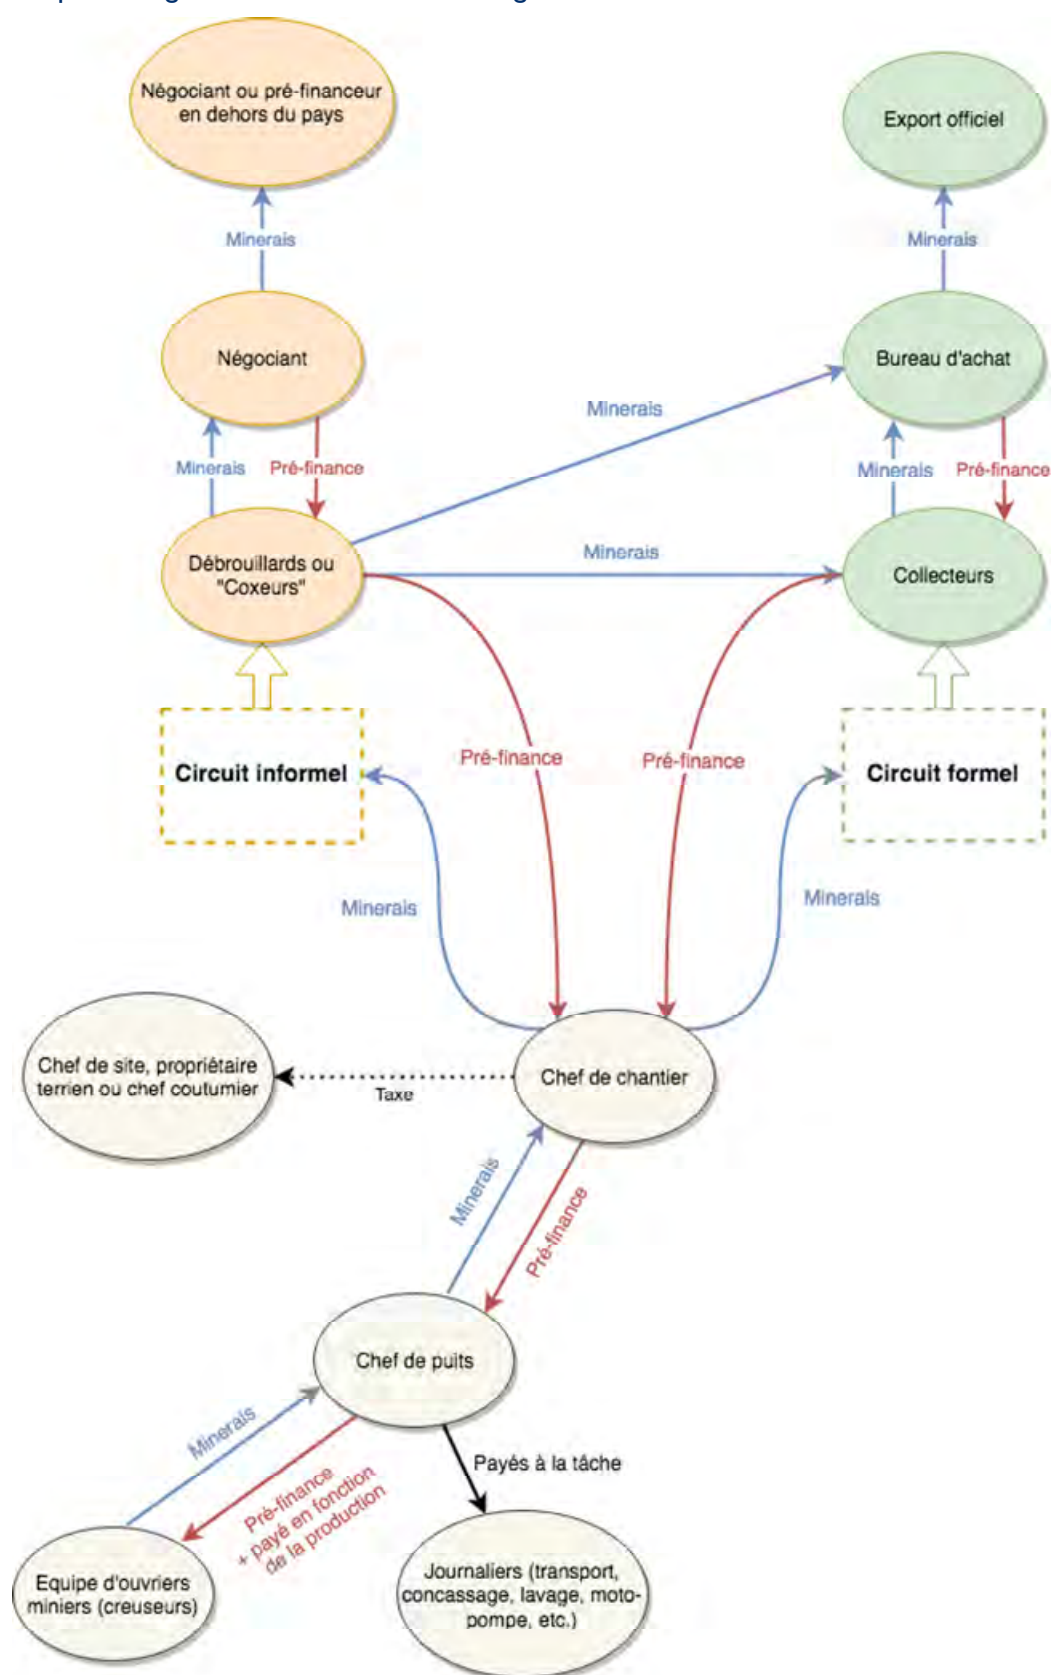 Négociant ou pré-financeur
en dehors du pays
Export officiel
Minerais
Minerais
Négociant
Bureau d'achat
Minerais
Minerais
Pré-finance
Minerais
Pré-finance
Débrouillards ou
"Coxeurs"
Minerais
Collecteurs
Circuit informel
Pré-finance
Pré-finance
Circuit formel
Minerais
Minerais
Chef de site, propriétaire
terrien ou chef coutumier
Taxe
Chef de chantier
Minerais
Pré-finance
Chef de puits
Minerais
Pré-finance
+ payé en fonction
de la production
Payés à la tâche
Equipe d'ouvriers
miniers (creuseurs)
Journaliers (transport,
concassage, lavage, moto-
pompe, etc.)